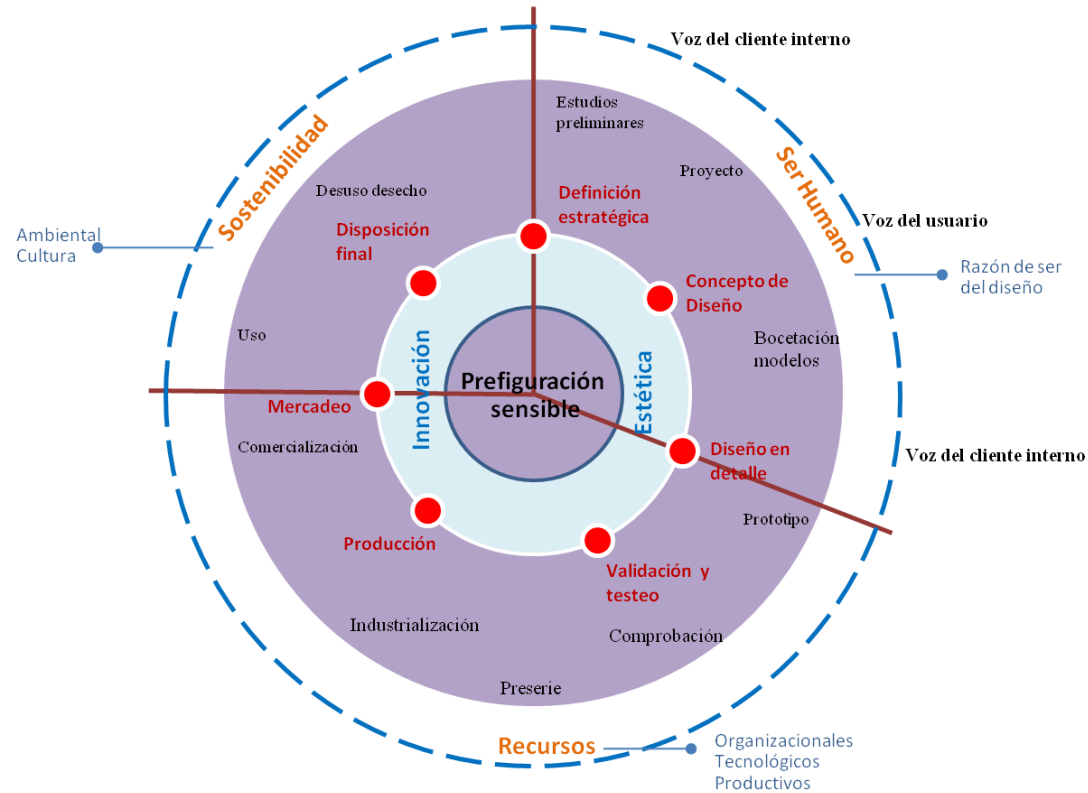 Voz del cliente interno
Estudios
preliminares
Proyecto
Ser Humano
Sostenibilidad
Desuso desecho
Definición
estratégica
Voz del usuario
Ambiental
Cultura
Disposición
final
Razón de ser
del diseño
Concepto de
Diseño
Uso
Bocetación
modelos
Innovación
Prefiguración
sensible
Estética
Mercadeo
Comercialización
Diseño en
detalle
Voz del cliente interno
Prototipo
Producción
Validación y
testeo
Industrialización
Comprobación
Preserie
Recursos
Organizacionales
Tecnológicos
Productivos